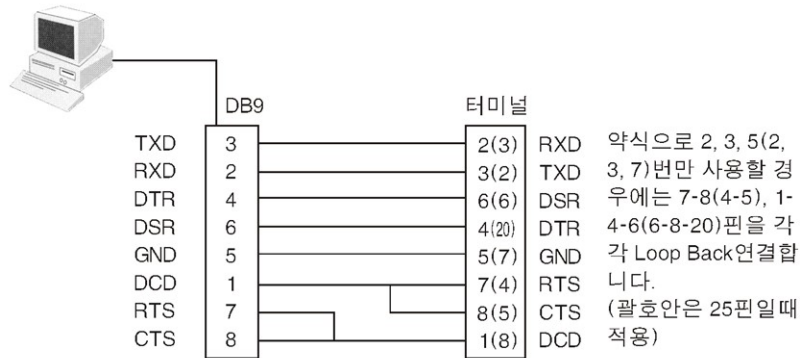 DB9 터미널
TXD 3 2(3) RXD
RXD 2 3(2) TXD
DTR 4 6(6) DSR
DSR 6 4(20) DTR
GND 5 5(7) GND
DCD 1 7(4) RTS
RTS 7 8(5) CTS
CTS 8 1(8) DCD
약식으로 2, 3, 5(2,
3, 7)번만 사용할 경
우에는 7-8(4-5), 1-
4-6(6-8-20)핀을 각
각 Loop Back연결합
니다.
(괄호안은 25핀일때
적용)